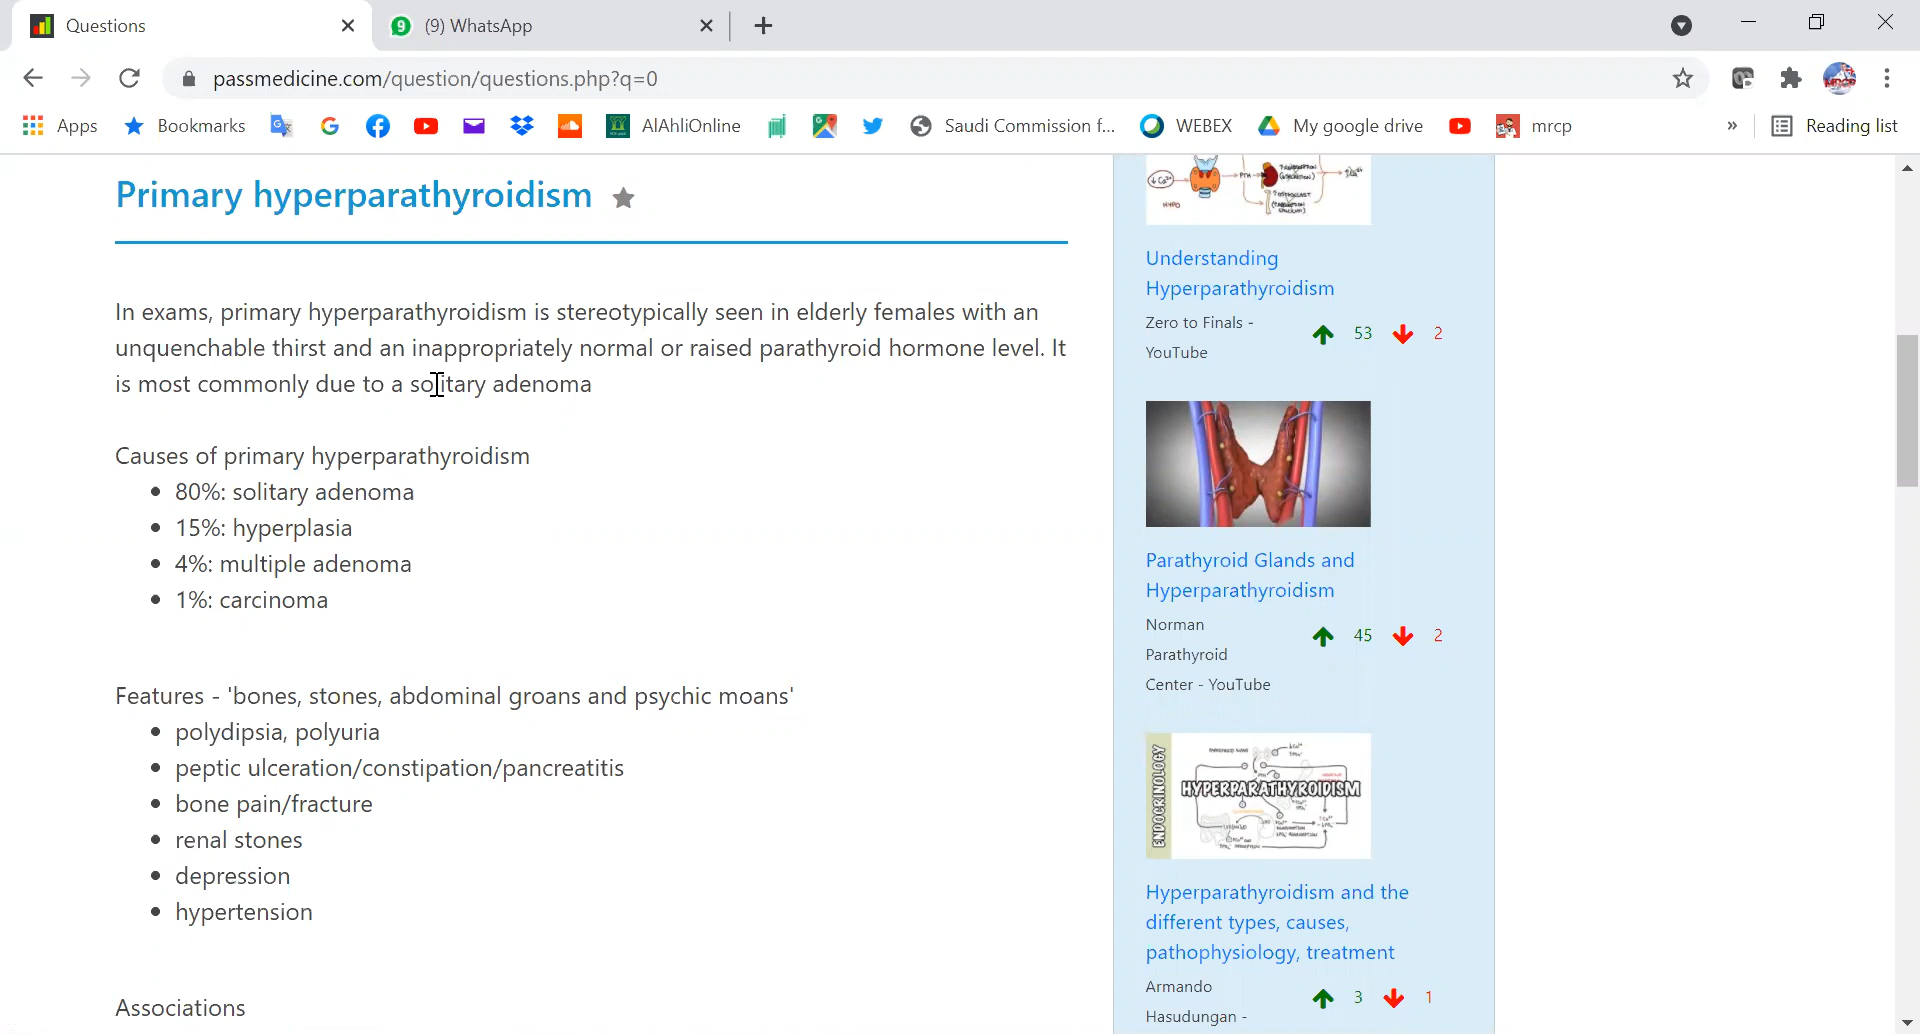 Questions
9 (9) WhatsApp
passmedicine.com/question/questions.php?q=0
Apps Bookmarks AlAhliOnline Saudi Commission f... WEBEX My google drive mrcp » Reading list
Primary hyperparathyroidism
In exams, primary hyperparathyroidism is stereotypically seen in elderly females with an
unquenchable thirst and an inappropriately normal or raised parathyroid hormone level. It
is most commonly due to a solitary adenoma
Causes of primary hyperparathyroidism
• 80%: solitary adenoma
• 15%: hyperplasia
• 4%: multiple adenoma
• 1%: carcinoma
Features - 'bones, stones, abdominal groans and psychic moans'
• polydipsia, polyuria
• peptic ulceration/constipation/pancreatitis
• bone pain/fracture
• renal stones
• depression
• hypertension
Associations
HYPO
PTH
Understanding
Hyperparathyroidism
Zero to Finals -
YouTube
53 2
Parathyroid Glands and
Hyperparathyroidism
Norman
Parathyroid
Center - YouTube
45 2
ENDOCRINOLOGY
HYPERPARATHYROIDISM
Hyperparathyroidism and the
different types, causes,
pathophysiology, treatment
Armando
Hasudungan -
3 1